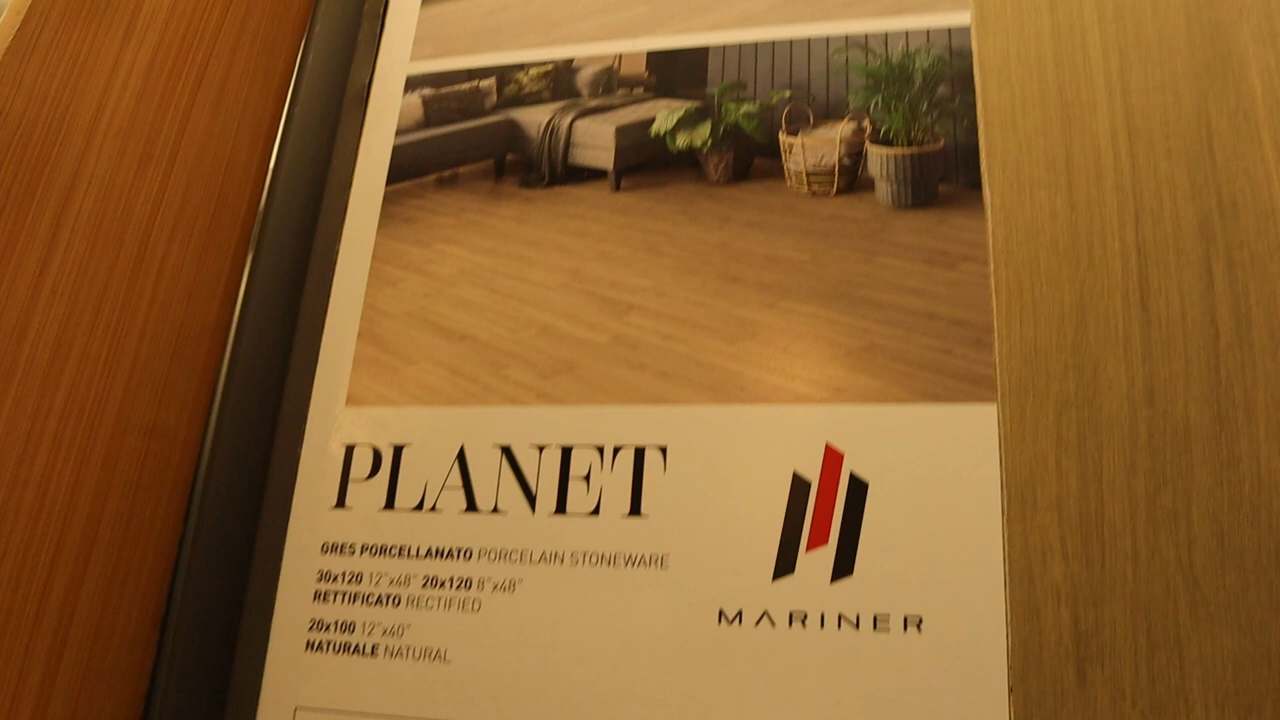 PLANET
GRES PORCELLANATO PORCELAIN STONEWARE
30x120 12"x48" 20x120 8"x48"
RETTIFICATO RECTIFIED
20x100 12"x40"
NATURALE NATURAL
MARINER